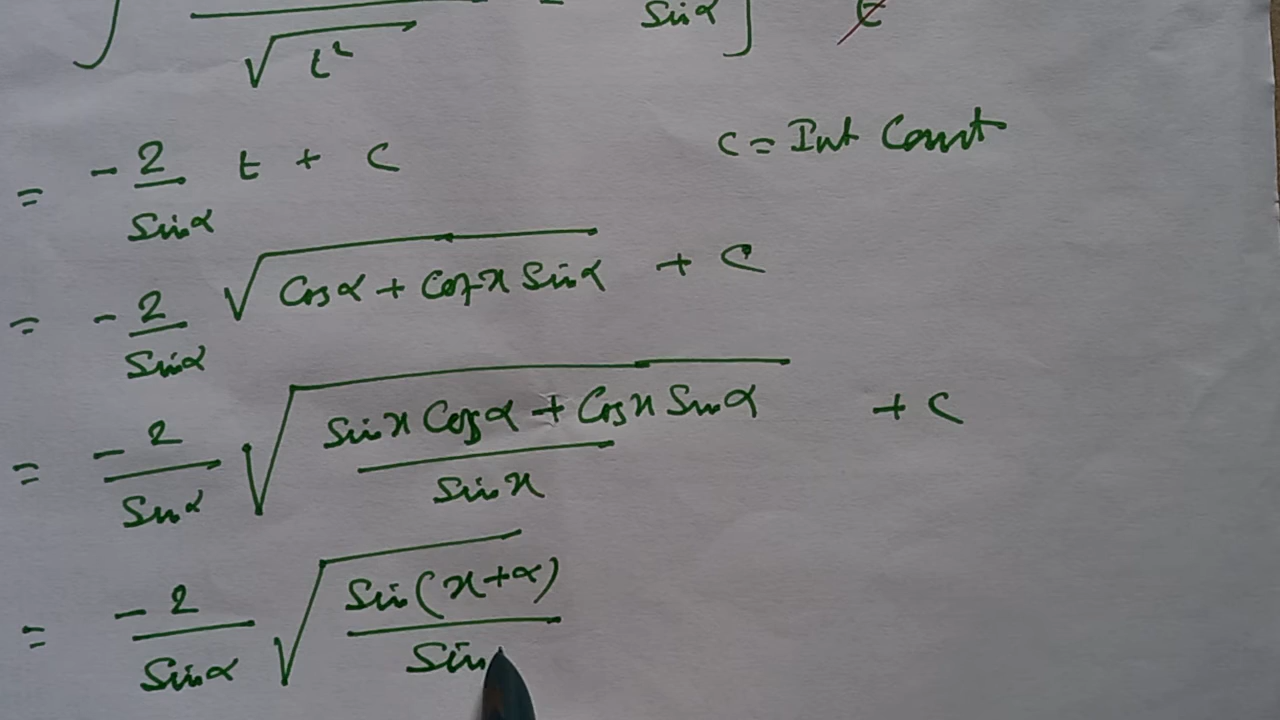 √t² = Sinα ] t
= -2/Sinα t + C   C = Int Const
= -2/Sinα √(Cosα + Cotx Sinα) + C
= -2/Sinα √((Sinx Cosα + Cosx Sinα)/Sinx) + C
= -2/Sinα √(Sin(x+α)/Sin